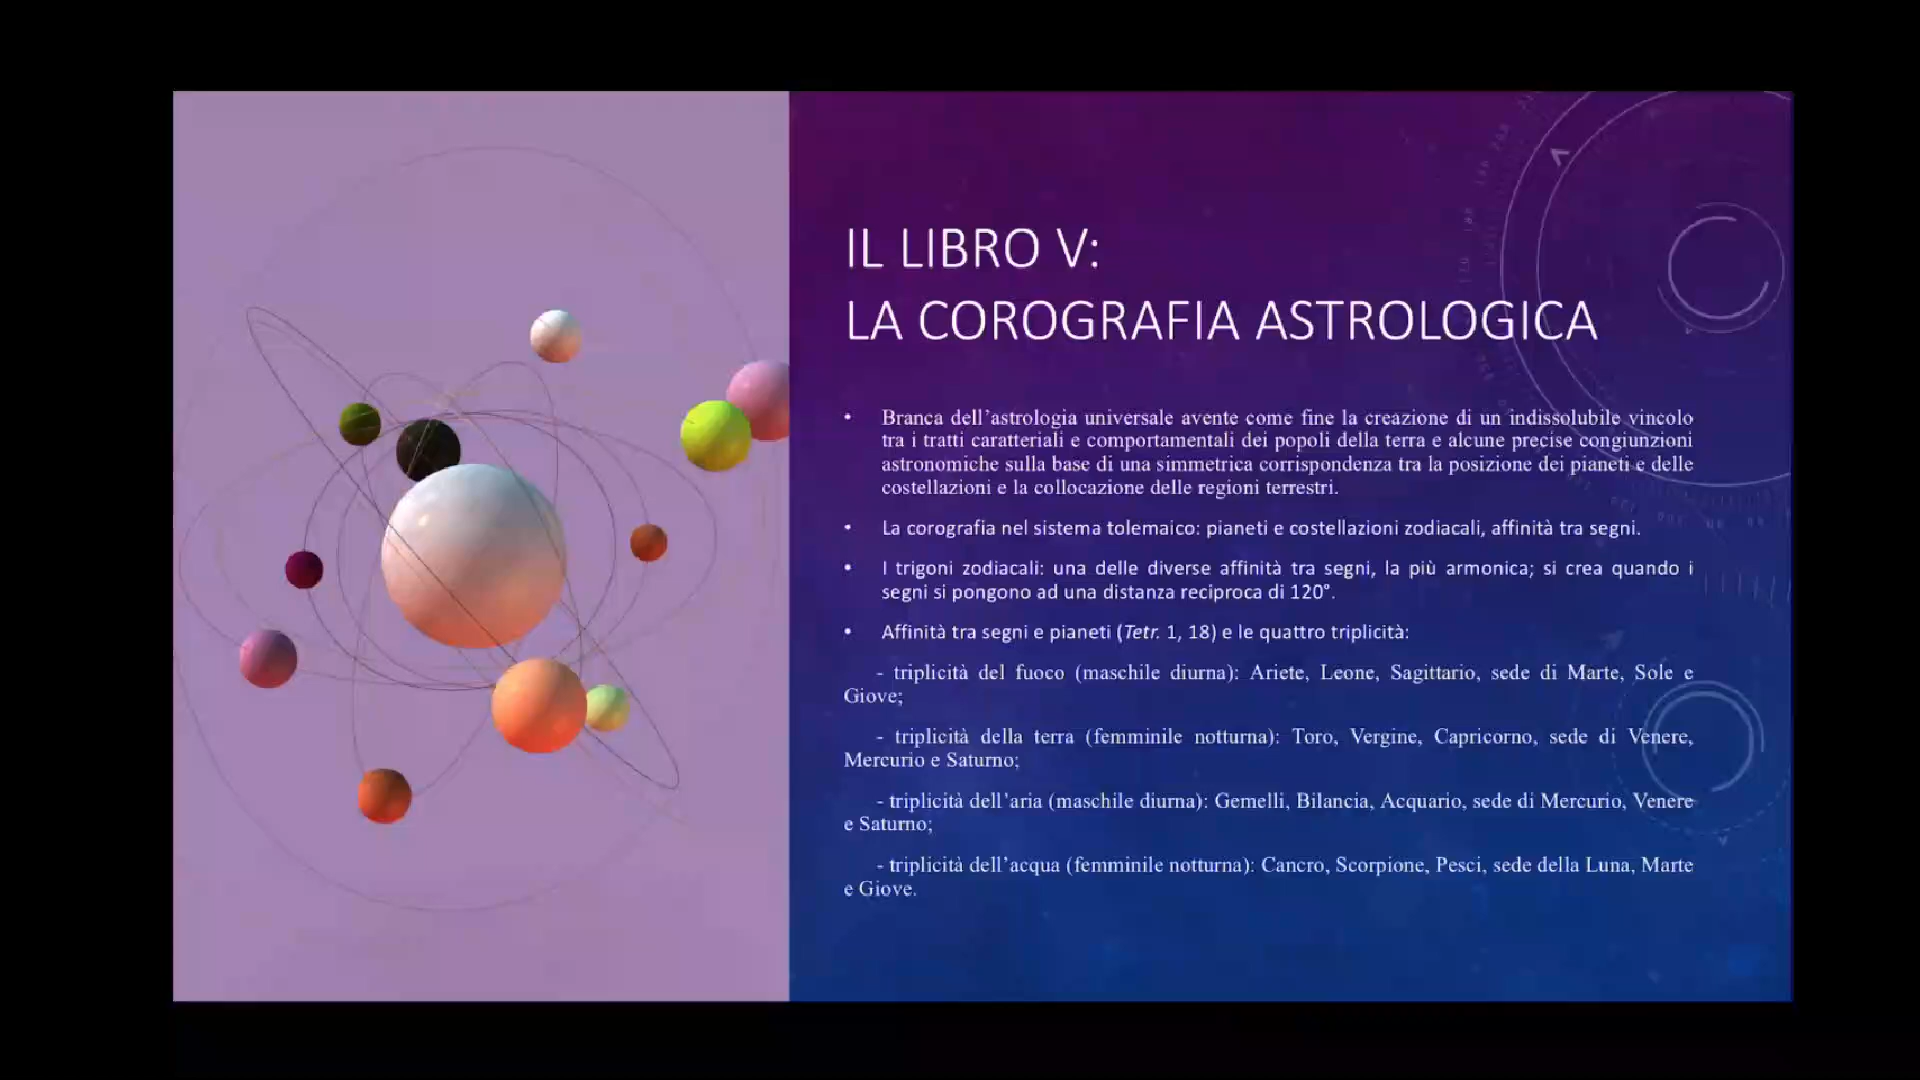 IL LIBRO V:
LA COROGRAFIA ASTROLOGICA
• Branca dell’astrologia universale avente come fine la creazione di un indissolubile vincolo
tra i tratti caratteriali e comportamentali dei popoli della terra e alcune precise congiunzioni
astronomiche sulla base di una simmetrica corrispondenza tra la posizione dei pianeti e delle
costellazioni e la collocazione delle regioni terrestri.
• La corografia nel sistema tolemaico: pianeti e costellazioni zodiacali, affinità tra segni.
• I trigoni zodiacali: una delle diverse affinità tra segni, la più armonica; si crea quando i
segni si pongono ad una distanza reciproca di 120°.
• Affinità tra segni e pianeti (Tetr. 1, 18) e le quattro triplicità:
- triplicità del fuoco (maschile diurna): Ariete, Leone, Sagittario, sede di Marte, Sole e
Giove;
- triplicità della terra (femminile notturna): Toro, Vergine, Capricorno, sede di Venere,
Mercurio e Saturno;
- triplicità dell’aria (maschile diurna): Gemelli, Bilancia, Acquario, sede di Mercurio, Venere
e Saturno;
- triplicità dell’acqua (femminile notturna): Cancro, Scorpione, Pesci, sede della Luna, Marte
e Giove.